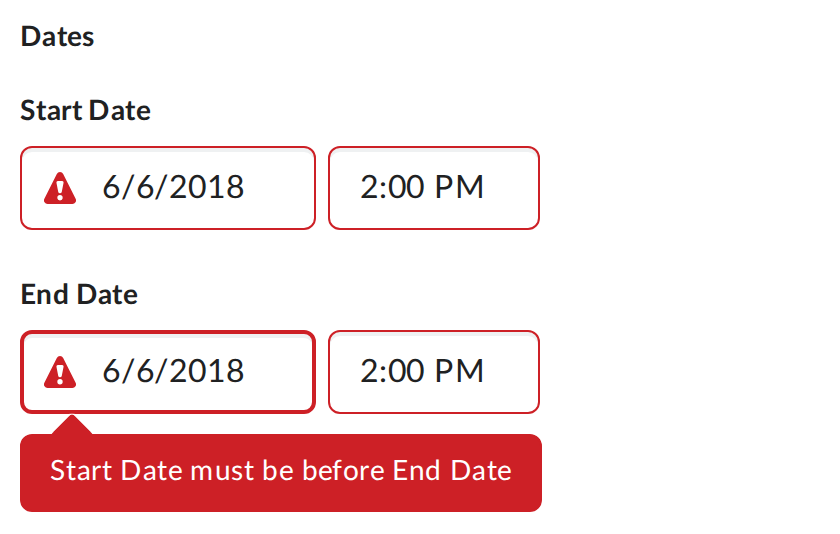 Dates
Start Date
6/6/2018 2:00 PM
End Date
6/6/2018 2:00 PM
Start Date must be before End Date